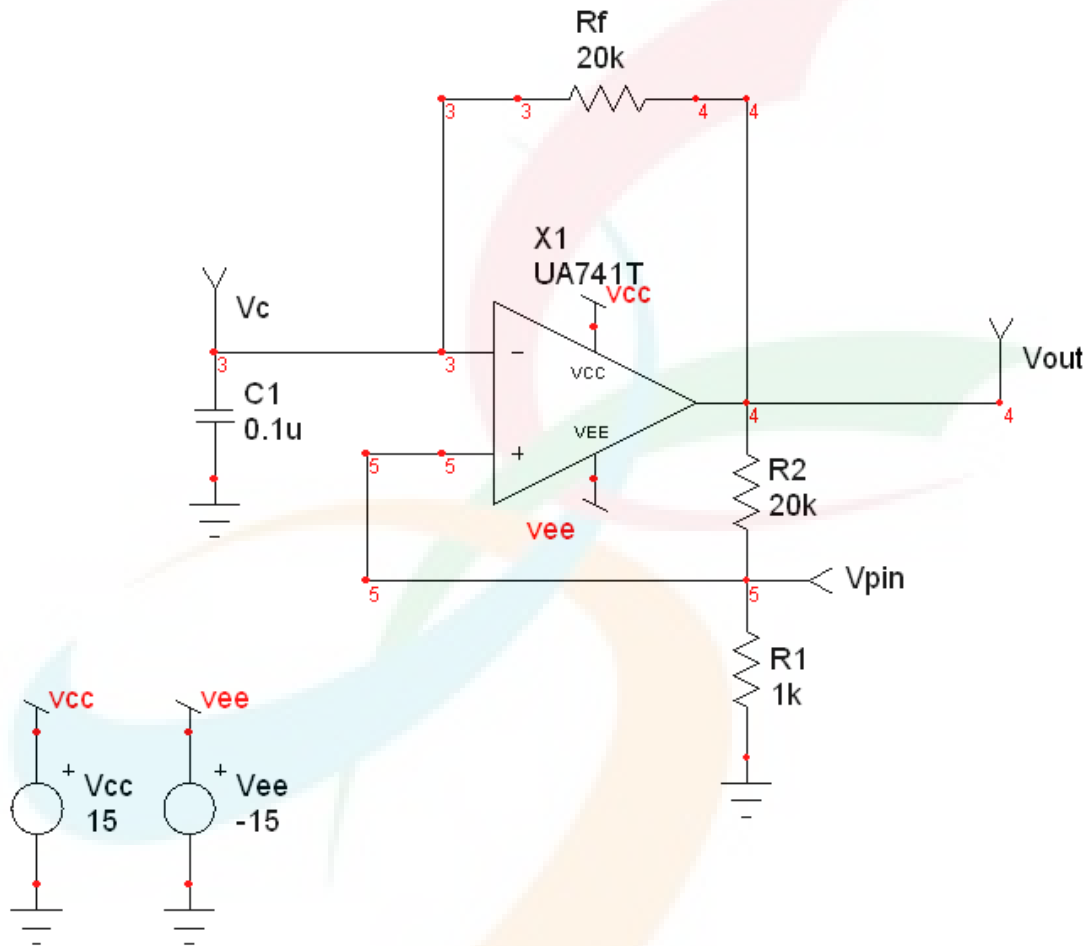 Rf
20k
3
3
4
4
X1
UA741T
vcc
Vc
3
3
−
VCC
Vout
C1
0.1u
4
4
VEE
5
5
+
R2
20k
vee
5
5
Vpin
R1
1k
vcc
vee
+
Vcc
15
+
Vee
-15